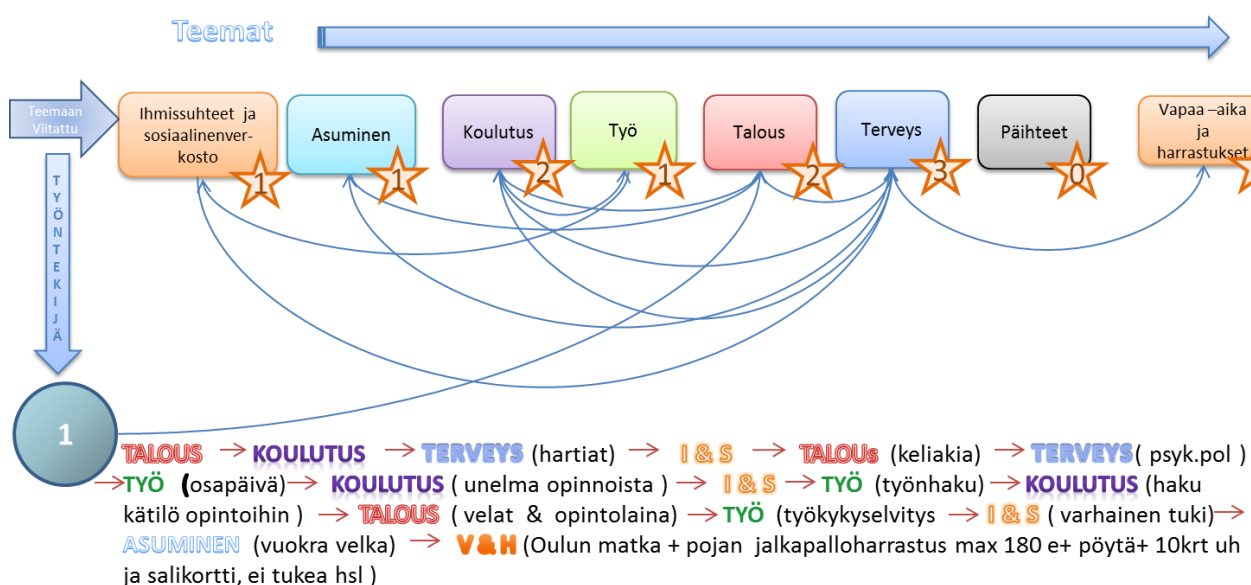 Teemat
Teemaan
Viitattu
Ihmissuhteet ja
sosiaalinenver-
kosto
1
Asuminen
1
Koulutus
2
Työ
1
Talous
2
Terveys
3
Päihteet
0
Vapaa –aika
ja
harrastukset
TYÖNTEKIJÄ
1
TALOUS → KOULUTUS → TERVEYS (hartiat) → I & S → TALOUs (keliakia) → TERVEYS( psyk.pol )
→TYÖ (osapäivä)→ KOULUTUS ( unelma opinnoista ) → I & S → TYÖ (työnhaku) →KOULUTUS (haku
kätilö opintoihin ) → TALOUS ( velat & opintolaina) →TYÖ (työkykyselvitys → I & S ( varhainen tuki)→
ASUMINEN (vuokra velka) → V & H (Oulun matka + pojan jalkapalloharrastus max 180 e+ pöytä+ 10krt uh
ja salikortti, ei tukea hsl )